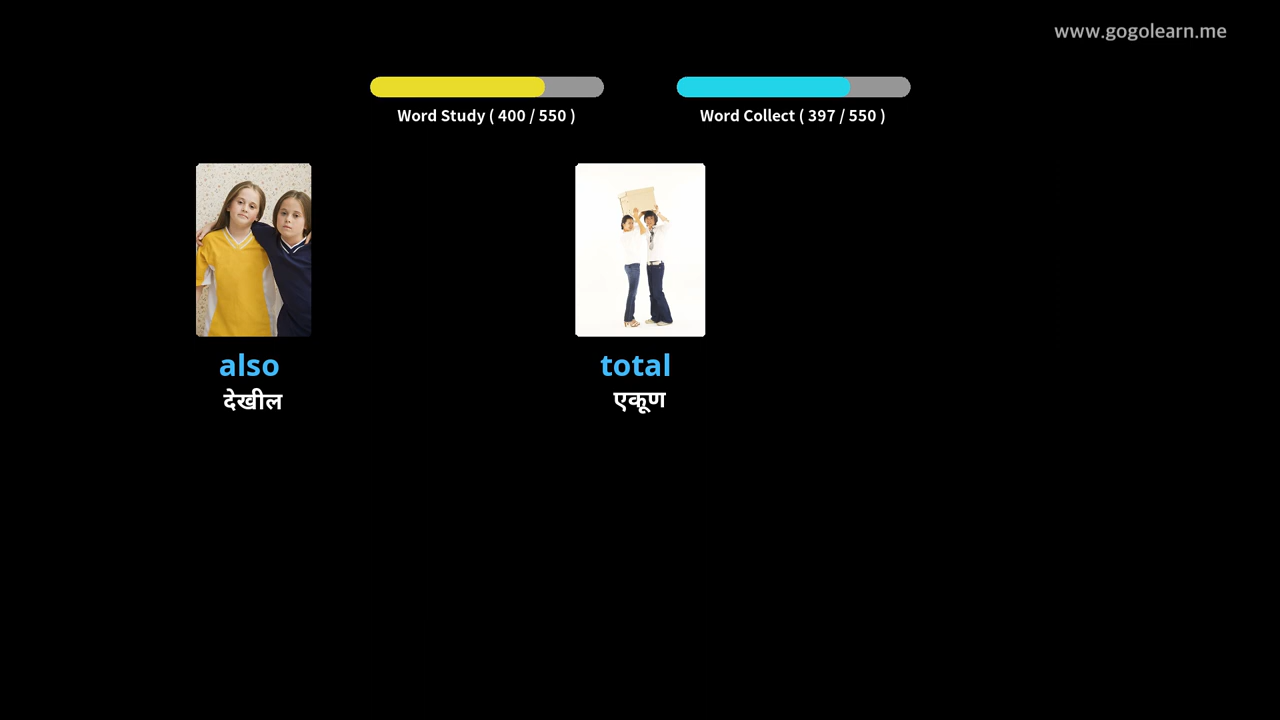 www.gogolearn.me
Word Study ( 400 / 550 )
Word Collect ( 397 / 550 )
also
देखील
total
एकूण